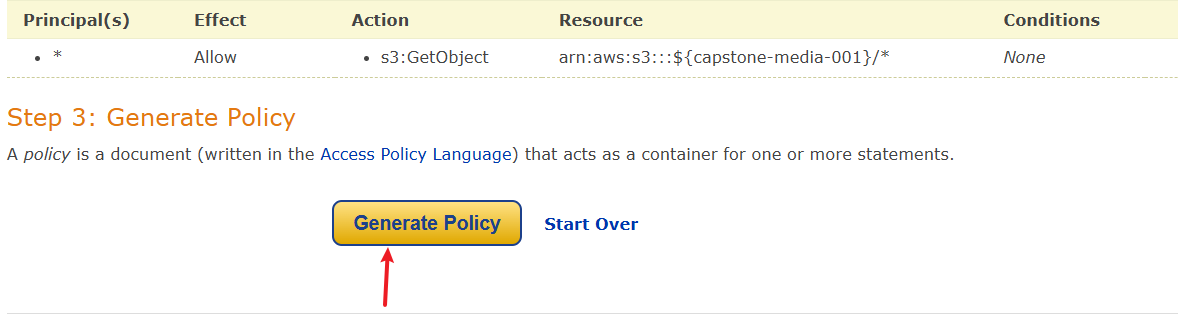 Principal(s) Effect Action Resource Conditions
• * Allow • s3:GetObject arn:aws:s3:::${capstone-media-001}/* None
Step 3: Generate Policy
A policy is a document (written in the Access Policy Language) that acts as a container for one or more statements.
Generate Policy Start Over